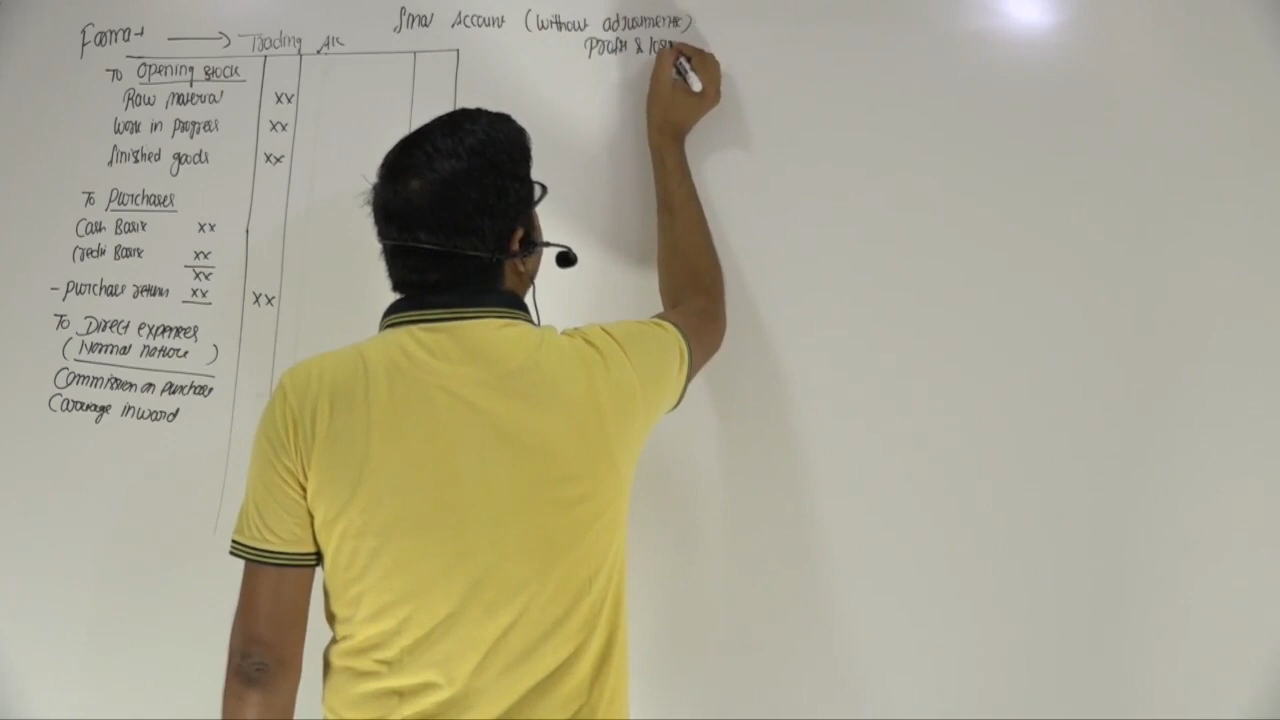 Final Account (without adjustments)
Format → Trading A/c
Profit & loss
To Opening stock
Raw material xx
Work in progress xx
finished goods xx
To Purchases
Cash Basis xx
Credit Basis xx
xx
- purchase return xx xx
To Direct expenses
(Normal nature)
Commission on purchase
Carriage inward